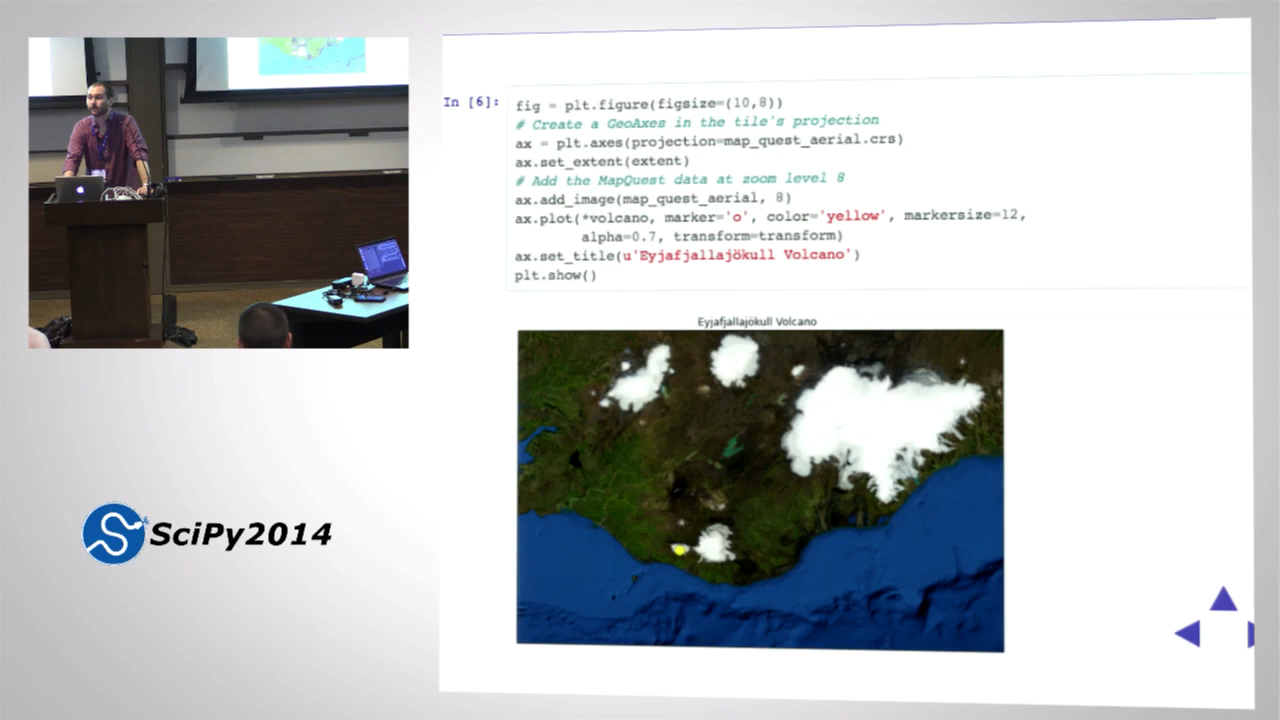 In [6]:
fig = plt.figure(figsize=(10,8))
# Create a GeoAxes in the tile's projection
ax = plt.axes(projection=map_quest_aerial.crs)
ax.set_extent(extent)
# Add the MapQuest data at zoom level 8
ax.add_image(map_quest_aerial, 8)
ax.plot(*volcano, marker='o', color='yellow', markersize=12,
alpha=0.7, transform=transform)
ax.set_title(u'Eyjafjallajökull Volcano')
plt.show()
Eyjafjallajökull Volcano
SciPy2014